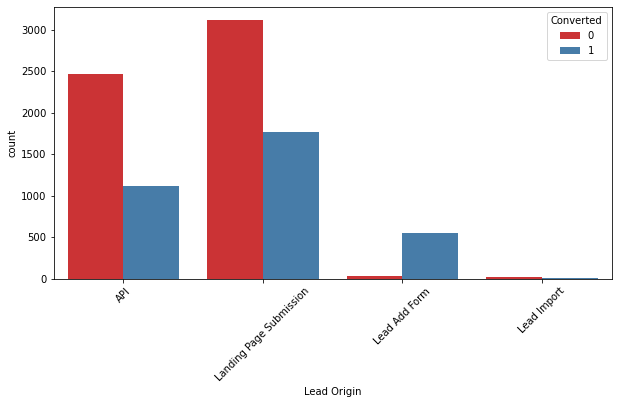 Converted
0
1
count
3000
2500
2000
1500
1000
500
0
API
Landing Page Submission
Lead Add Form
Lead Import
Lead Origin